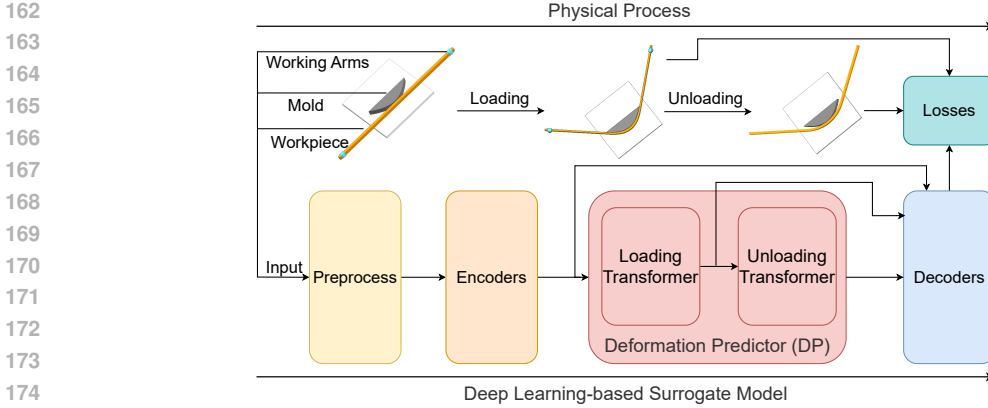 162
Physical Process
163
164
Working Arms
165
Mold
Loading
Unloading
Losses
166
Workpiece
167
168
169
Loading
Unloading
170
Input
Preprocess
Encoders
Transformer
Transformer
Decoders
171
172
Deformation Predictor (DP)
173
174
Deep Learning-based Surrogate Model